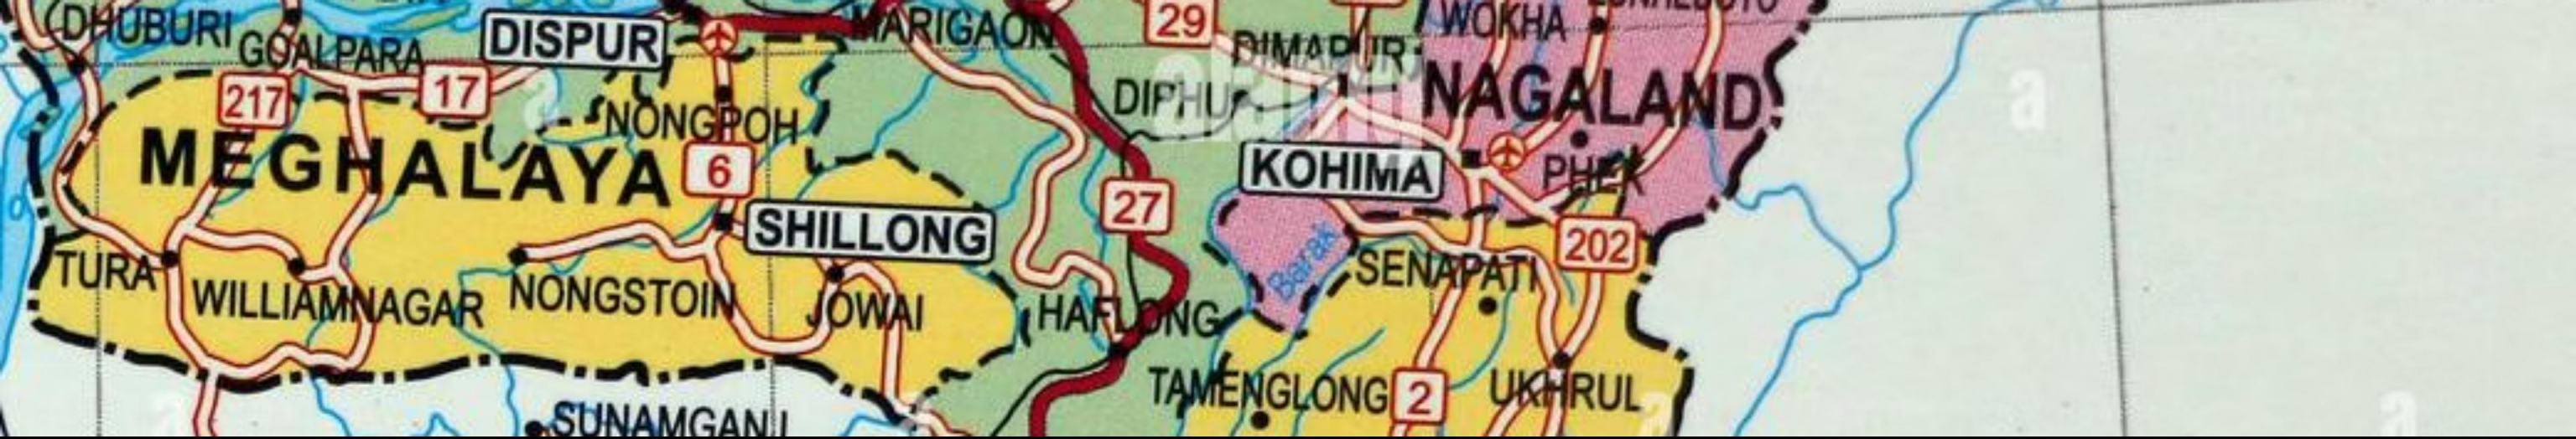 DHUBURI
GOALPARA
DISPUR
MARIGAON
29
DIMAPUR
WOKHA
217
17
NONGPOH
DIPHU
NAGALAND
MEGHALAYA
6
KOHIMA
PHEK
27
SHILLONG
202
TURA
WILLIAMNAGAR
NONGSTOIN
JOWAI
HAFLONG
Barak
SENAPATI
TAMENGLONG
2
UKHRUL
SUNAMGANJ
alamy
a
a
a
a
a